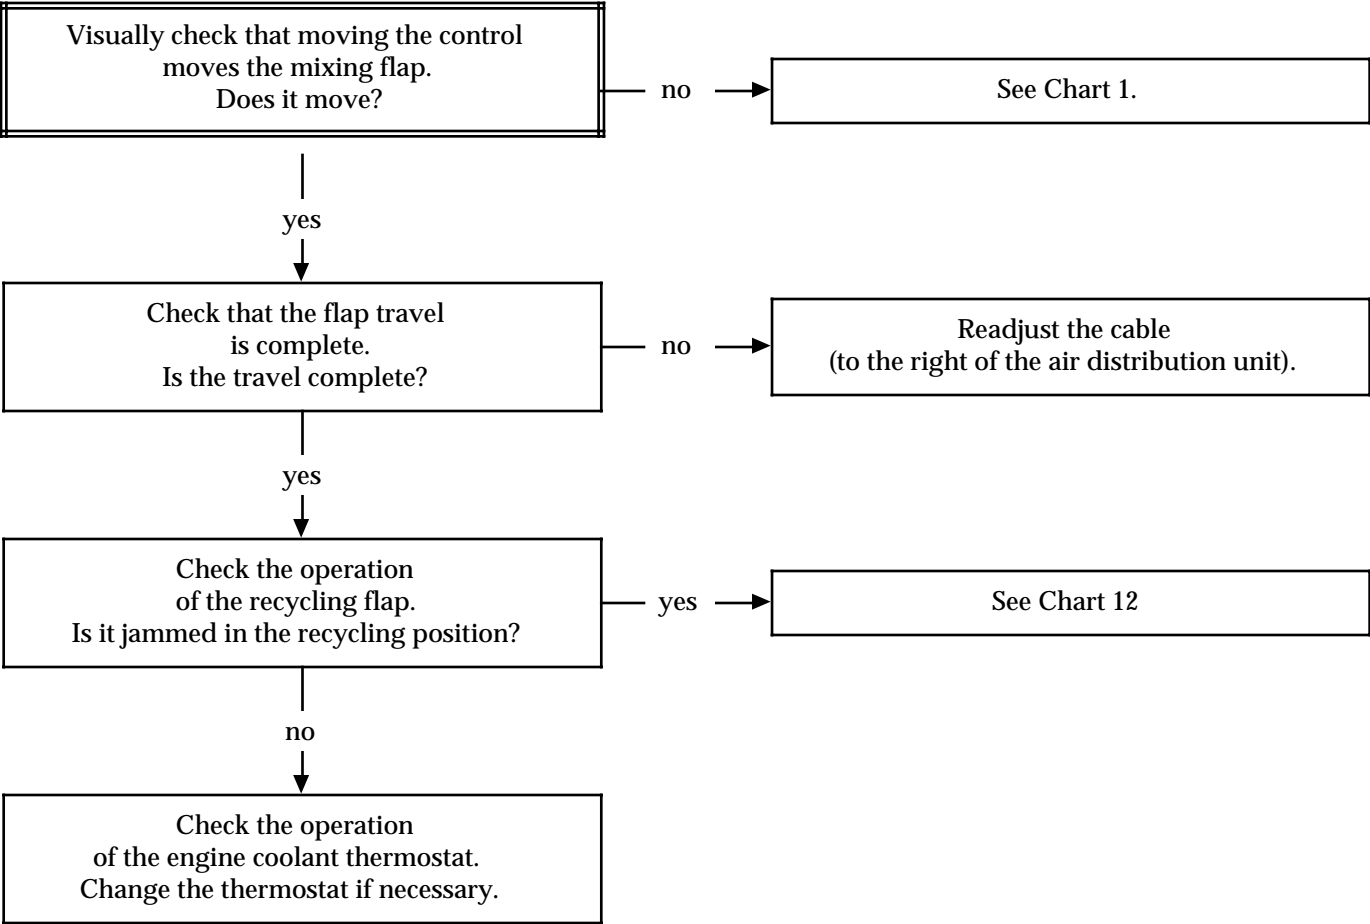 Visually check that moving the control
moves the mixing flap.
Does it move?
no
See Chart 1.
yes
Check that the flap travel
is complete.
Is the travel complete?
no
Readjust the cable
(to the right of the air distribution unit).
yes
Check the operation
of the recycling flap.
Is it jammed in the recycling position?
yes
See Chart 12
no
Check the operation
of the engine coolant thermostat.
Change the thermostat if necessary.